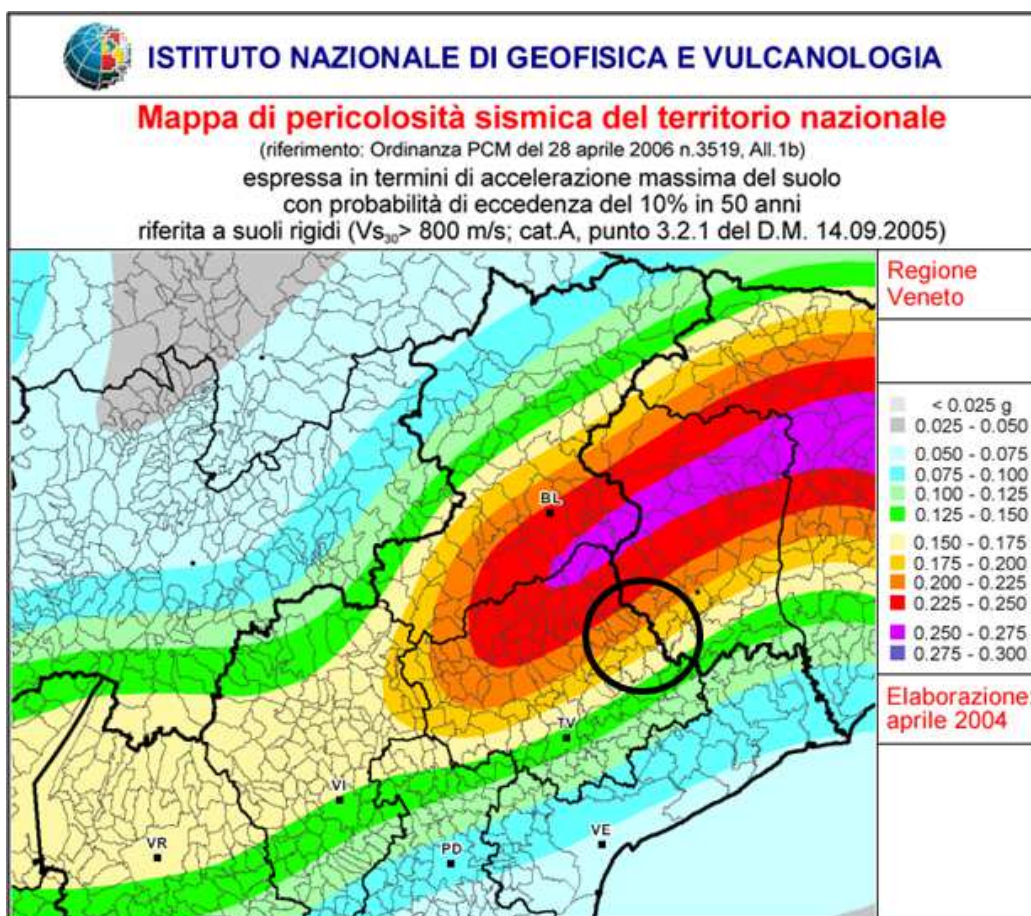 ISTITUTO NAZIONALE DI GEOFISICA E VULCANOLOGIA
Mappa di pericolosità sismica del territorio nazionale
(riferimento: Ordinanza PCM del 28 aprile 2006 n.3519, All.1b)
espressa in termini di accelerazione massima del suolo
con probabilità di eccedenza del 10% in 50 anni
riferita a suoli rigidi (Vs₃₀> 800 m/s; cat.A, punto 3.2.1 del D.M. 14.09.2005)
Regione
Veneto
< 0.025 g
0.025 - 0.050
0.050 - 0.075
0.075 - 0.100
0.100 - 0.125
0.125 - 0.150
0.150 - 0.175
0.175 - 0.200
0.200 - 0.225
0.225 - 0.250
0.250 - 0.275
0.275 - 0.300
Elaborazione
aprile 2004
BL
TV
VI
VR
PD
VE